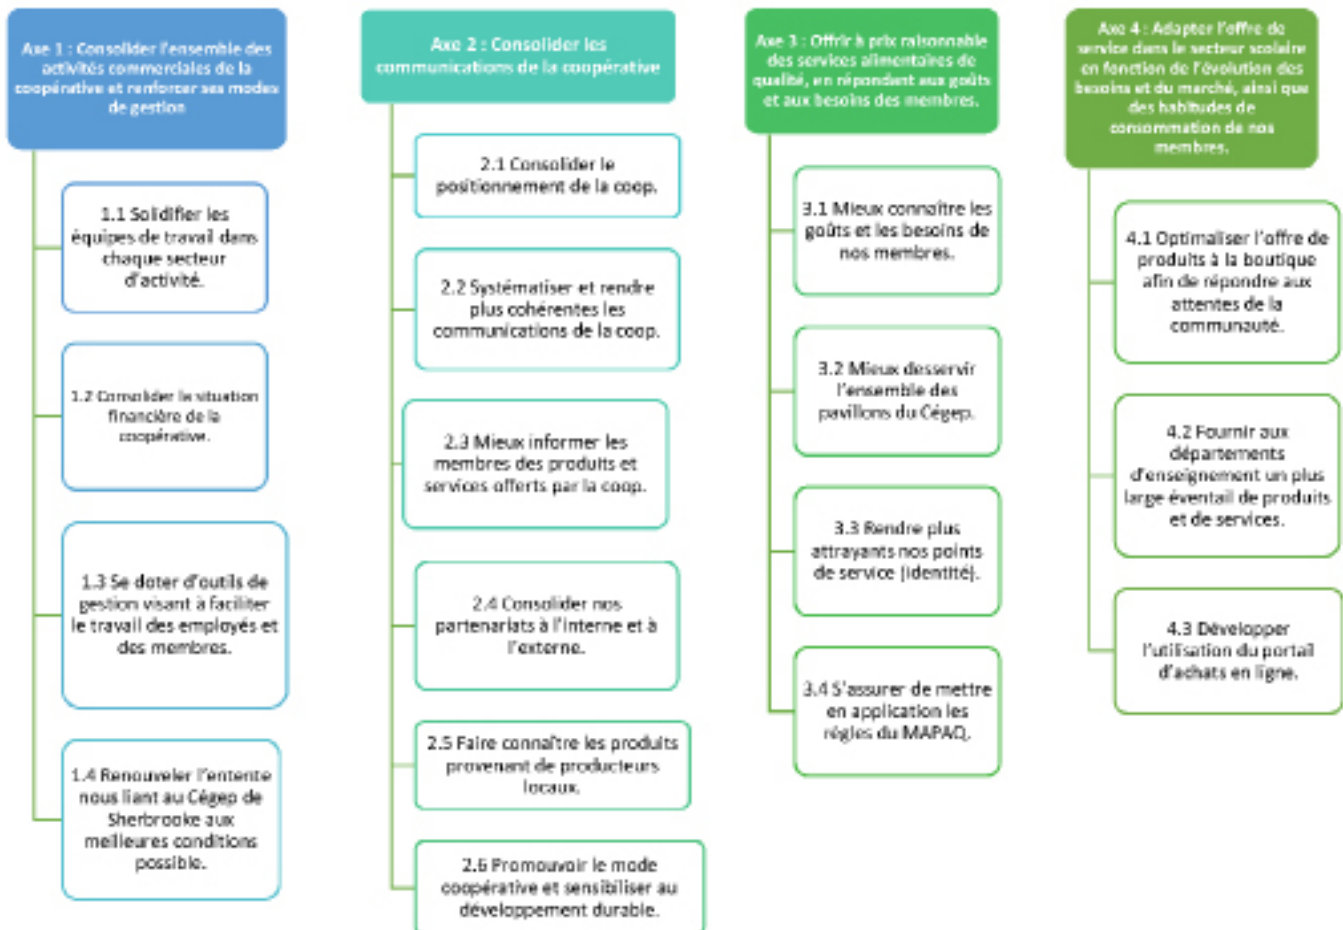 Axe 1 : Consolider l'ensemble des
activités commerciales de la
coopérative et renforcer ses modes
de gestion
1.1 Solidifier les
équipes de travail dans
chaque secteur
d'activité.
1.2 Consolider la situation
financière de la
coopérative.
1.3 Se doter d'outils de
gestion visant à faciliter
le travail des employés et
des membres.
1.4 Renouveler l'entente
nous liant au Cégep de
Sherbrooke aux
meilleures conditions
possible.
Axe 2 : Consolider les
communications de la coopérative
2.1 Consolider le
positionnement de la coop.
2.2 Systématiser et rendre
plus cohérentes les
communications de la coop.
2.3 Mieux informer les
membres des produits et
services offerts par la coop.
2.4 Consolider nos
partenariats à l'interne et à
l'externe.
2.5 Faire connaître les produits
provenant de producteurs
locaux.
2.6 Promouvoir le mode
coopérative et sensibiliser au
développement durable.
Axe 3 : Offrir à prix raisonnable
des services alimentaires de
qualité, en répondant aux goûts
et aux besoins des membres.
3.1 Mieux connaître les
goûts et les besoins de
nos membres.
3.2 Mieux desservir
l'ensemble des
pavillons du Cégep.
3.3 Rendre plus
attrayants nos points
de service (identité).
3.4 S'assurer de mettre
en application les
règles du MAPAQ.
Axe 4 : Adapter l'offre de
service dans le secteur scolaire
en fonction de l'évolution des
besoins et du marché, ainsi que
des habitudes de
consommation de nos
membres.
4.1 Optimaliser l'offre de
produits à la boutique
afin de répondre aux
attentes de la
communauté.
4.2 Fournir aux
départements
d'enseignement un plus
large éventail de produits
et de services.
4.3 Développer
l'utilisation du portail
d'achats en ligne.